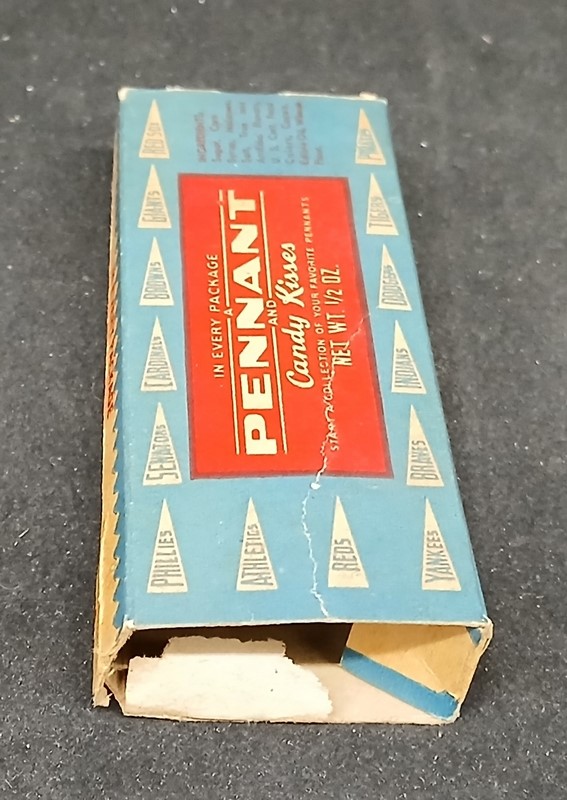 IN EVERY PACKAGE
A
PENNANT
AND
Candy Kisses
START A COLLECTION OF YOUR FAVORITE PENNANTS
NET WT. 1/2 OZ.
INGREDIENTS:
RED SOX
GIANTS
BROWNS
CARDINALS
SENATORS
PHILLIES
ATHLETICS
REDS
YANKEES
BRAVES
INDIANS
DODGERS
TIGERS